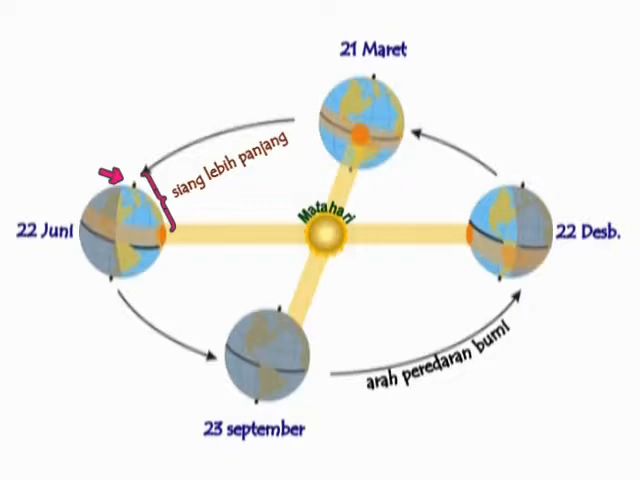 21 Maret
siang lebih panjang
Matahari
22 Juni
22 Desb.
arah peredaran bumi
23 september